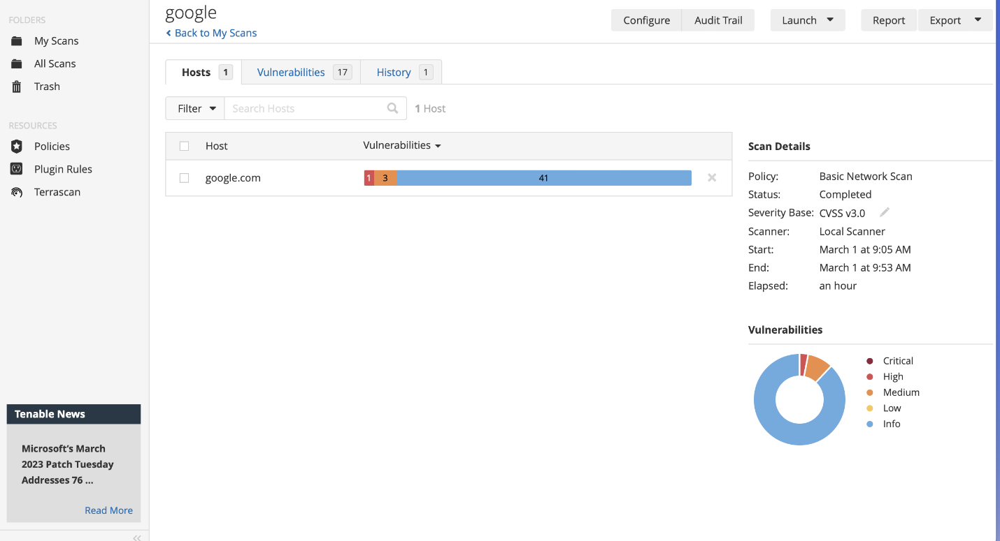 FOLDERS
My Scans
All Scans
Trash
RESOURCES
Policies
Plugin Rules
Terrascan
Tenable News
Microsoft's March
2023 Patch Tuesday
Addresses 76 ...
Read More
google
Back to My Scans
Configure
Audit Trail
Launch
Report
Export
Hosts 1
Vulnerabilities 17
History 1
Filter
Search Hosts
1 Host
Host Vulnerabilities
google.com 1 3 41
Scan Details
Policy: Basic Network Scan
Status: Completed
Severity Base: CVSS v3.0
Scanner: Local Scanner
Start: March 1 at 9:05 AM
End: March 1 at 9:53 AM
Elapsed: an hour
Vulnerabilities
Critical
High
Medium
Low
Info